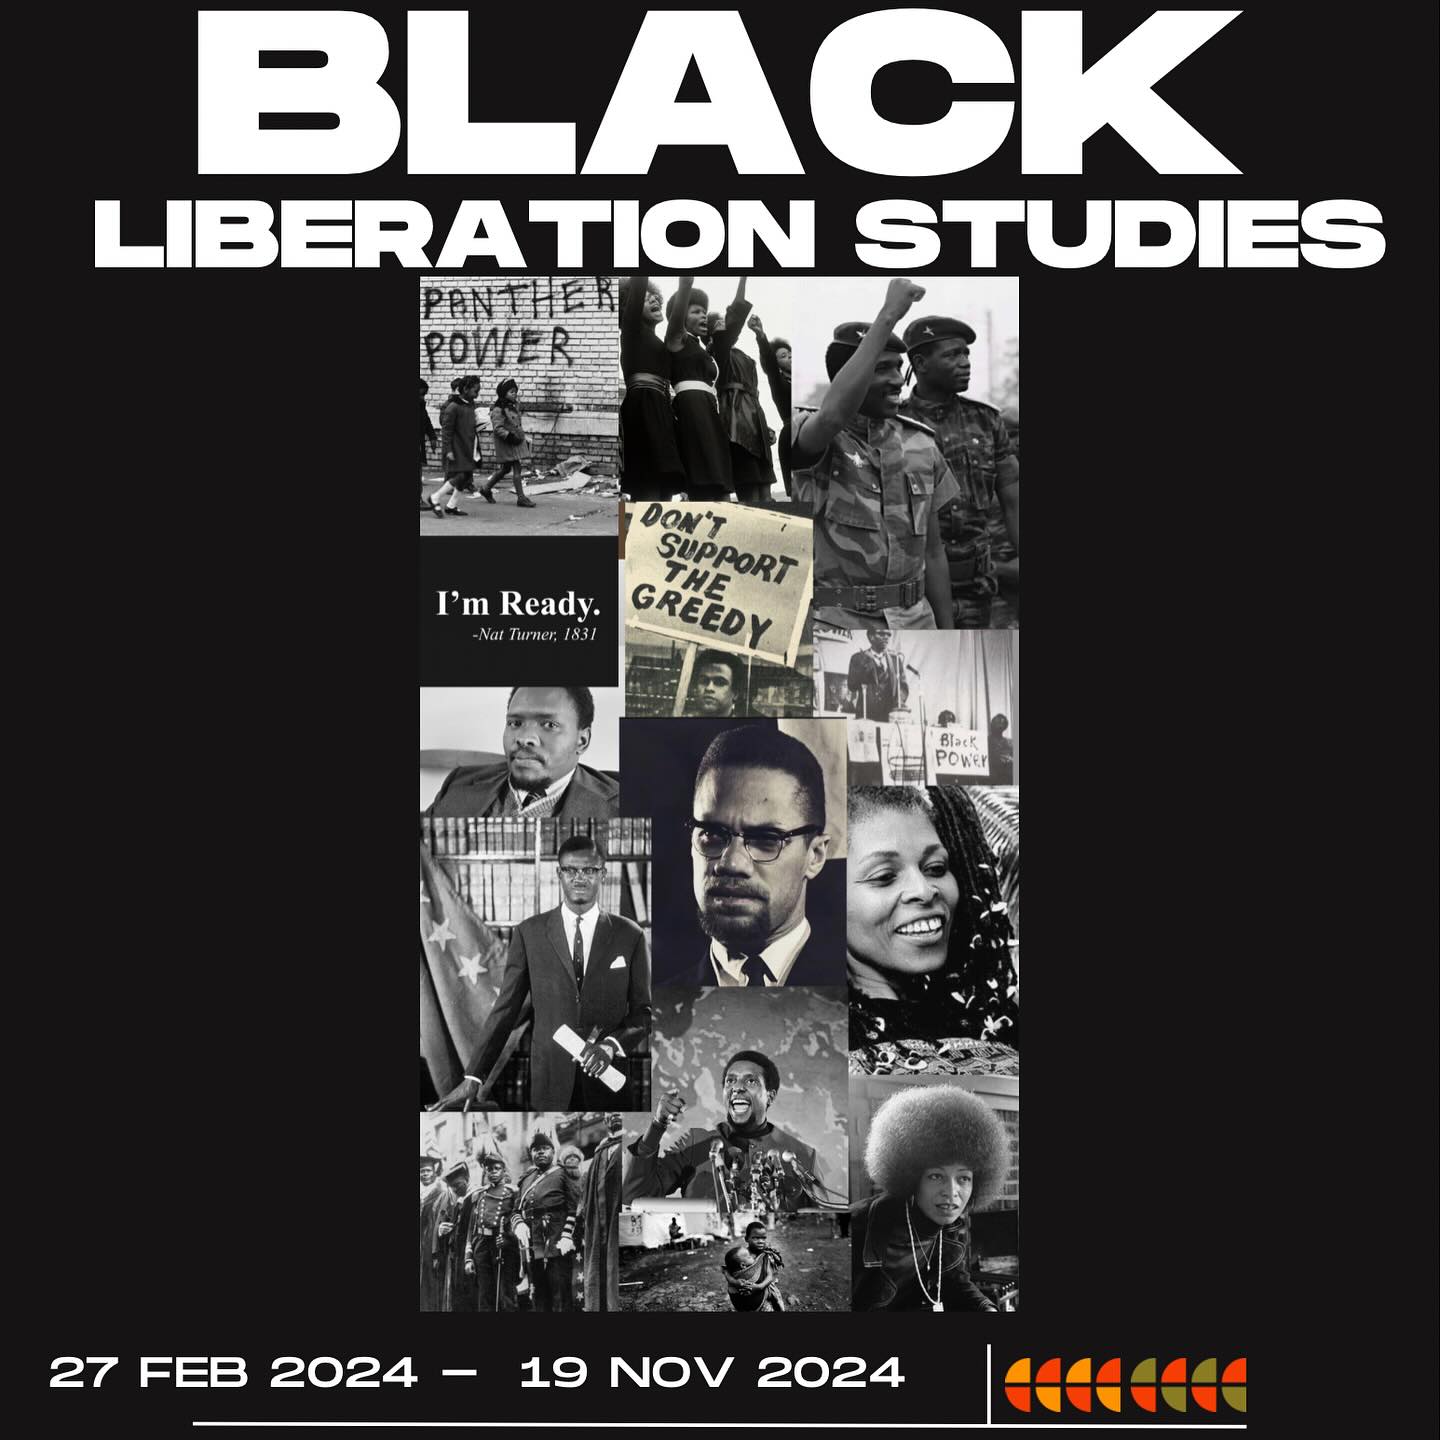 BLACK
LIBERATION STUDIES
PANTHER
POWER
I'm Ready.
-Nat Turner, 1831
DON'T
SUPPORT
THE
GREEDY
Black
POWER
27 FEB 2024 – 19 NOV 2024